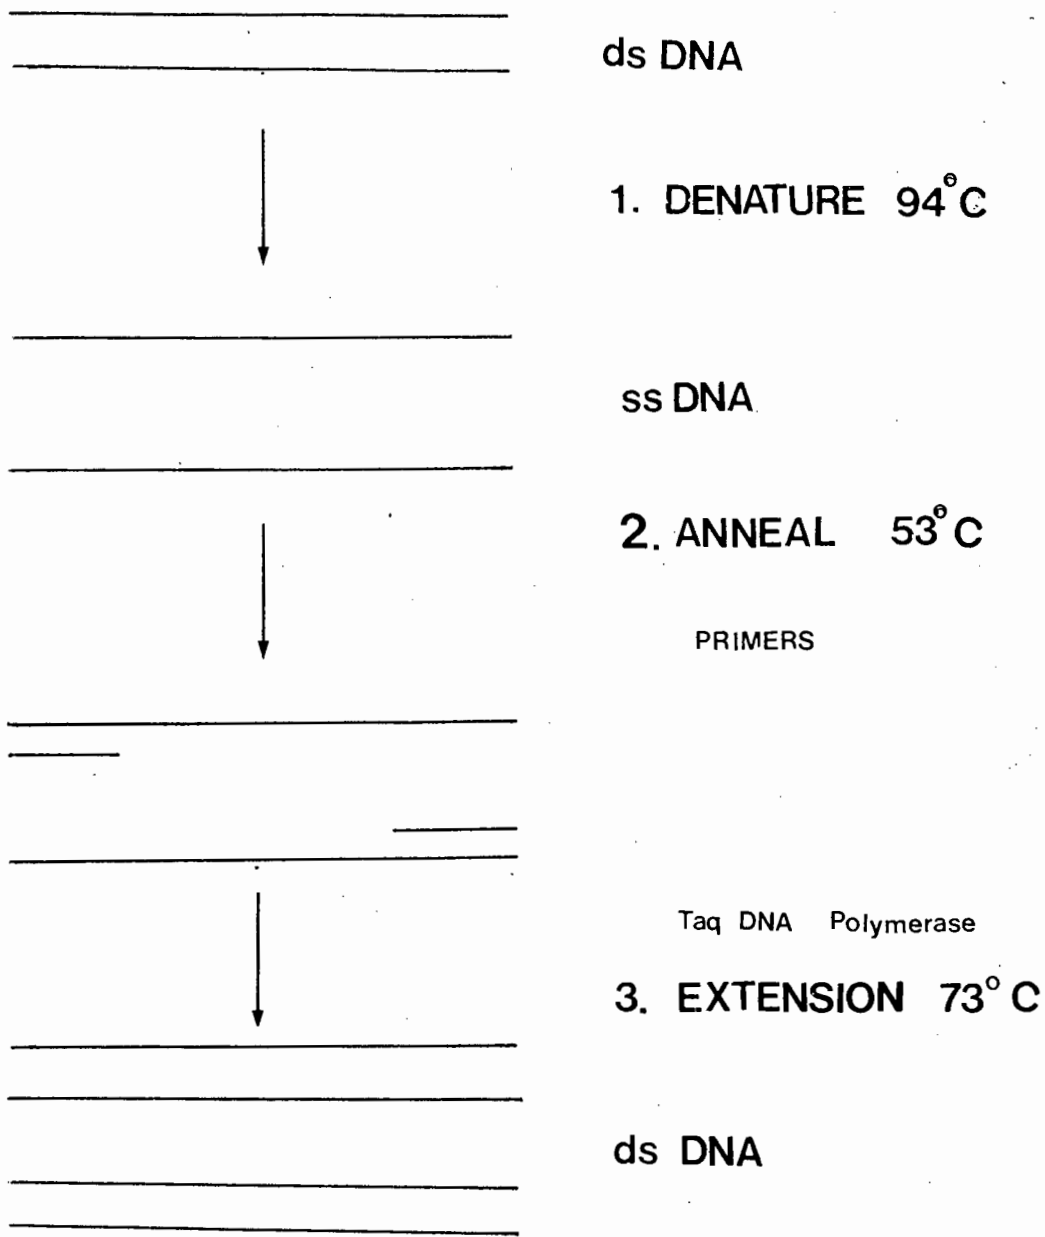 ds DNA
1. DENATURE 94°C
ss DNA
2. ANNEAL 53°C
PRIMERS
Taq DNA Polymerase
3. EXTENSION 73°C
ds DNA